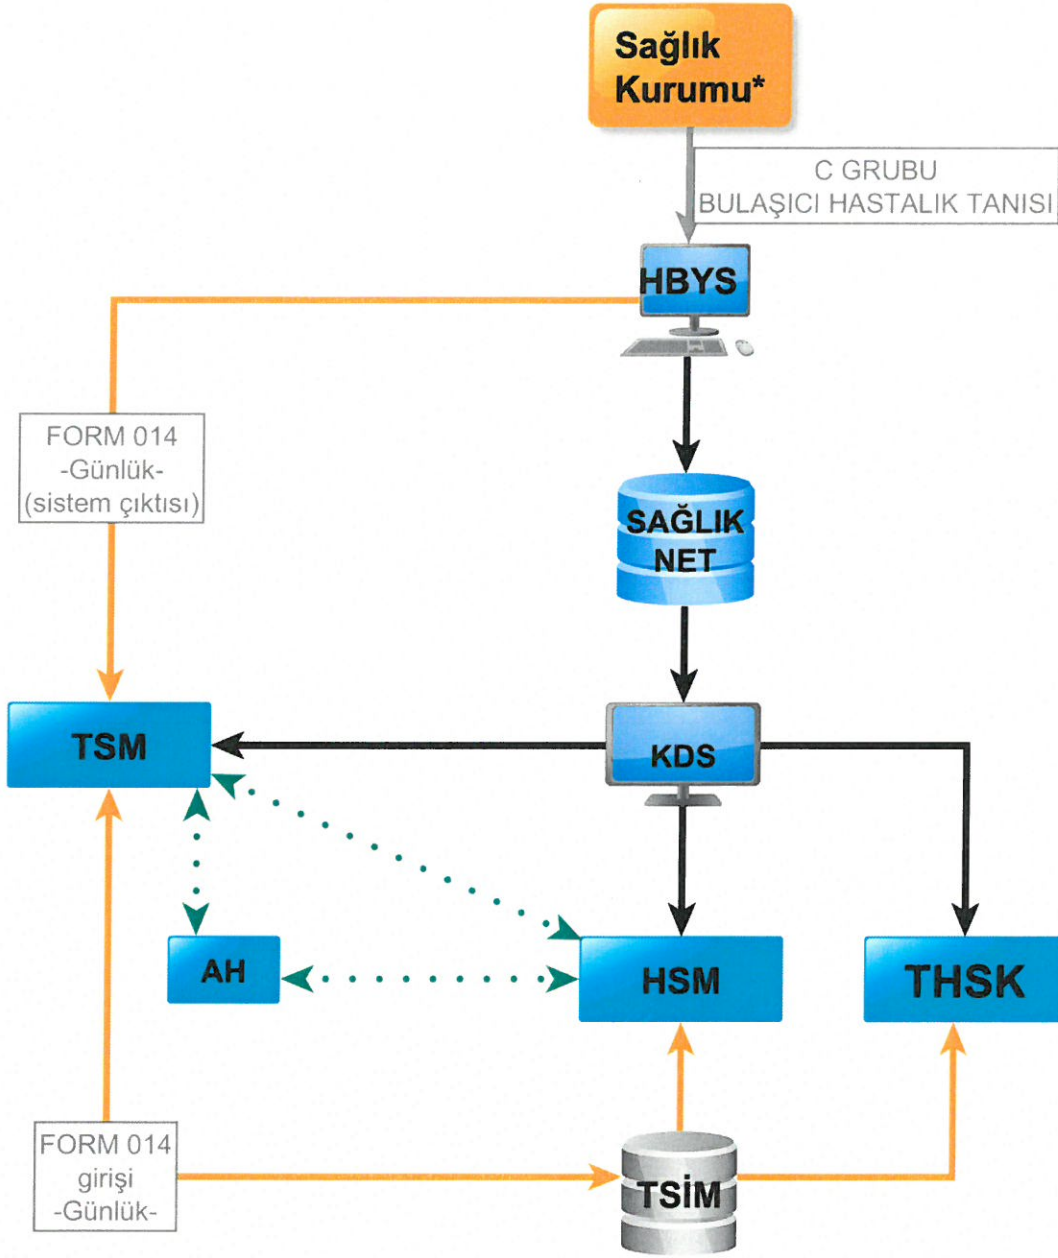 Sağlık
Kurumu*
C GRUBU
BULAŞICI HASTALIK TANISI
HBYS
FORM 014
-Günlük-
(sistem çıktısı)
SAĞLIK
NET
TSM
KDS
AH
HSM
THSK
FORM 014
girişi
-Günlük-
TSİM